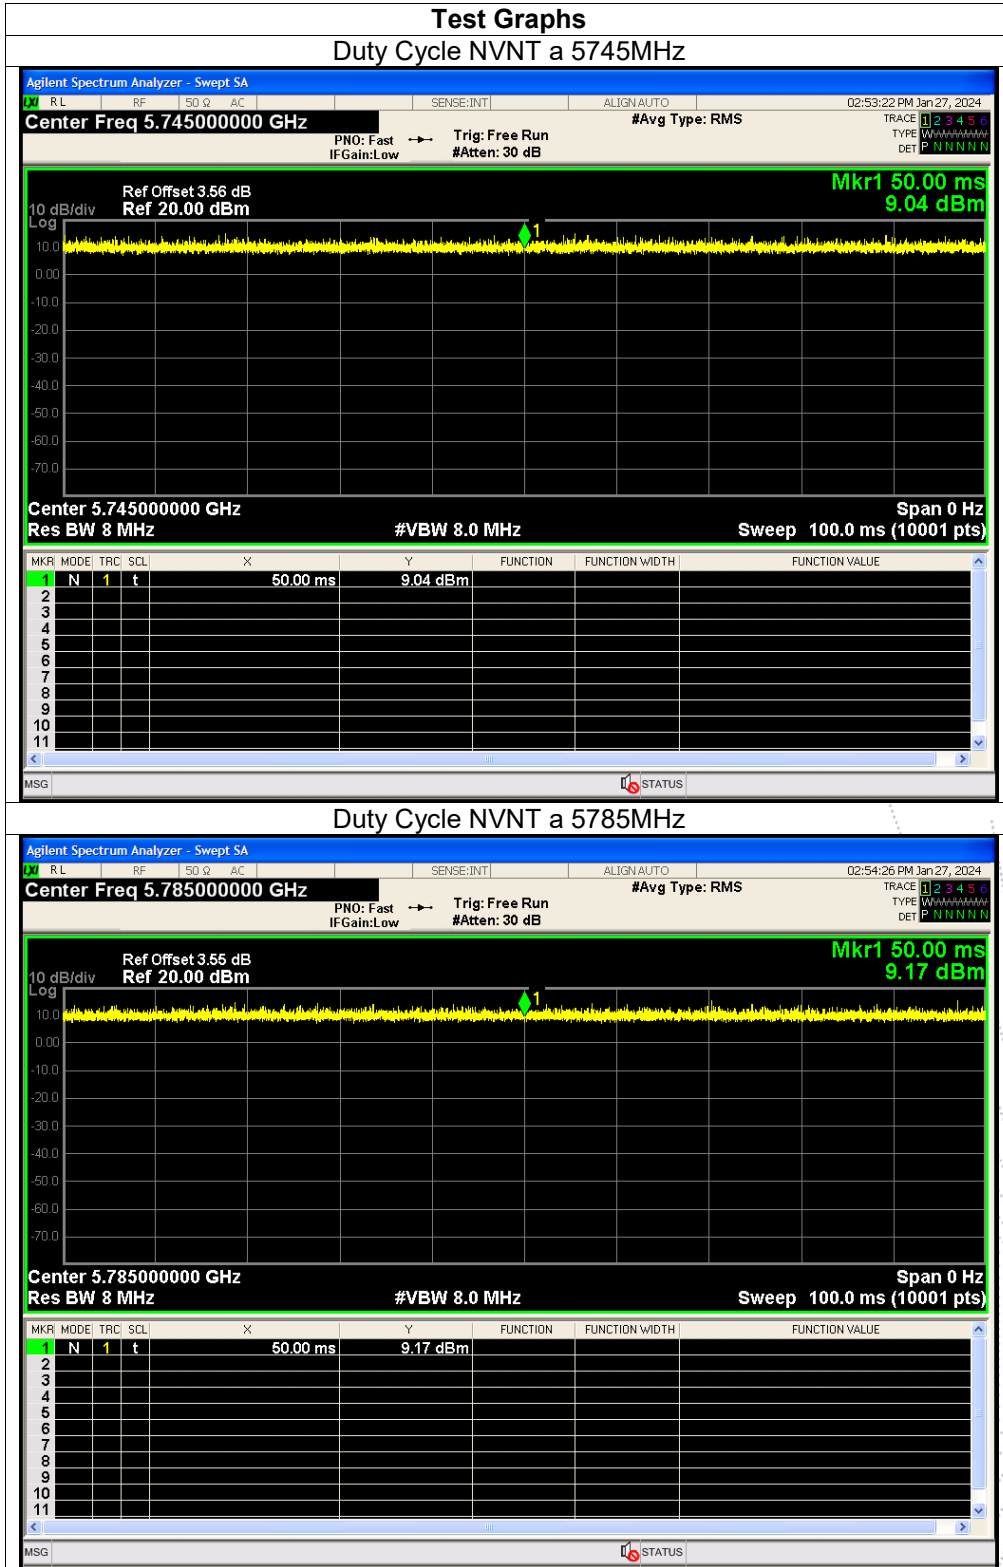 Test Graphs
Duty Cycle NVNT a 5745MHz
Agilent Spectrum Analyzer - Swept SA
LXI RL RF 50 Ω AC SENSE:INT ALIGN AUTO 02:53:22 PM Jan 27, 2024
Center Freq 5.745000000 GHz #Avg Type: RMS TRACE 1 2 3 4 5 6
PNO: Fast Trig: Free Run TYPE W
IFGain:Low #Atten: 30 dB DET P N N N N N
Mkr1 50.00 ms
Ref Offset 3.56 dB
10 dB/div Ref 20.00 dBm 9.04 dBm
Log
1
10.0
0.00
-10.0
-20.0
-30.0
-40.0
-50.0
-60.0
-70.0
Center 5.745000000 GHz Span 0 Hz
Res BW 8 MHz #VBW 8.0 MHz Sweep 100.0 ms (10001 pts)
MKR MODE TRC SCL X Y FUNCTION FUNCTION WIDTH FUNCTION VALUE
1 N 1 t 50.00 ms 9.04 dBm
2
3
4
5
6
7
8
9
10
11
MSG STATUS
Duty Cycle NVNT a 5785MHz
Agilent Spectrum Analyzer - Swept SA
LXI RL RF 50 Ω AC SENSE:INT ALIGN AUTO 02:54:26 PM Jan 27, 2024
Center Freq 5.785000000 GHz #Avg Type: RMS TRACE 1 2 3 4 5 6
PNO: Fast Trig: Free Run TYPE W
IFGain:Low #Atten: 30 dB DET P N N N N N
Mkr1 50.00 ms
Ref Offset 3.55 dB
10 dB/div Ref 20.00 dBm 9.17 dBm
Log
1
10.0
0.00
-10.0
-20.0
-30.0
-40.0
-50.0
-60.0
-70.0
Center 5.785000000 GHz Span 0 Hz
Res BW 8 MHz #VBW 8.0 MHz Sweep 100.0 ms (10001 pts)
MKR MODE TRC SCL X Y FUNCTION FUNCTION WIDTH FUNCTION VALUE
1 N 1 t 50.00 ms 9.17 dBm
2
3
4
5
6
7
8
9
10
11
MSG STATUS